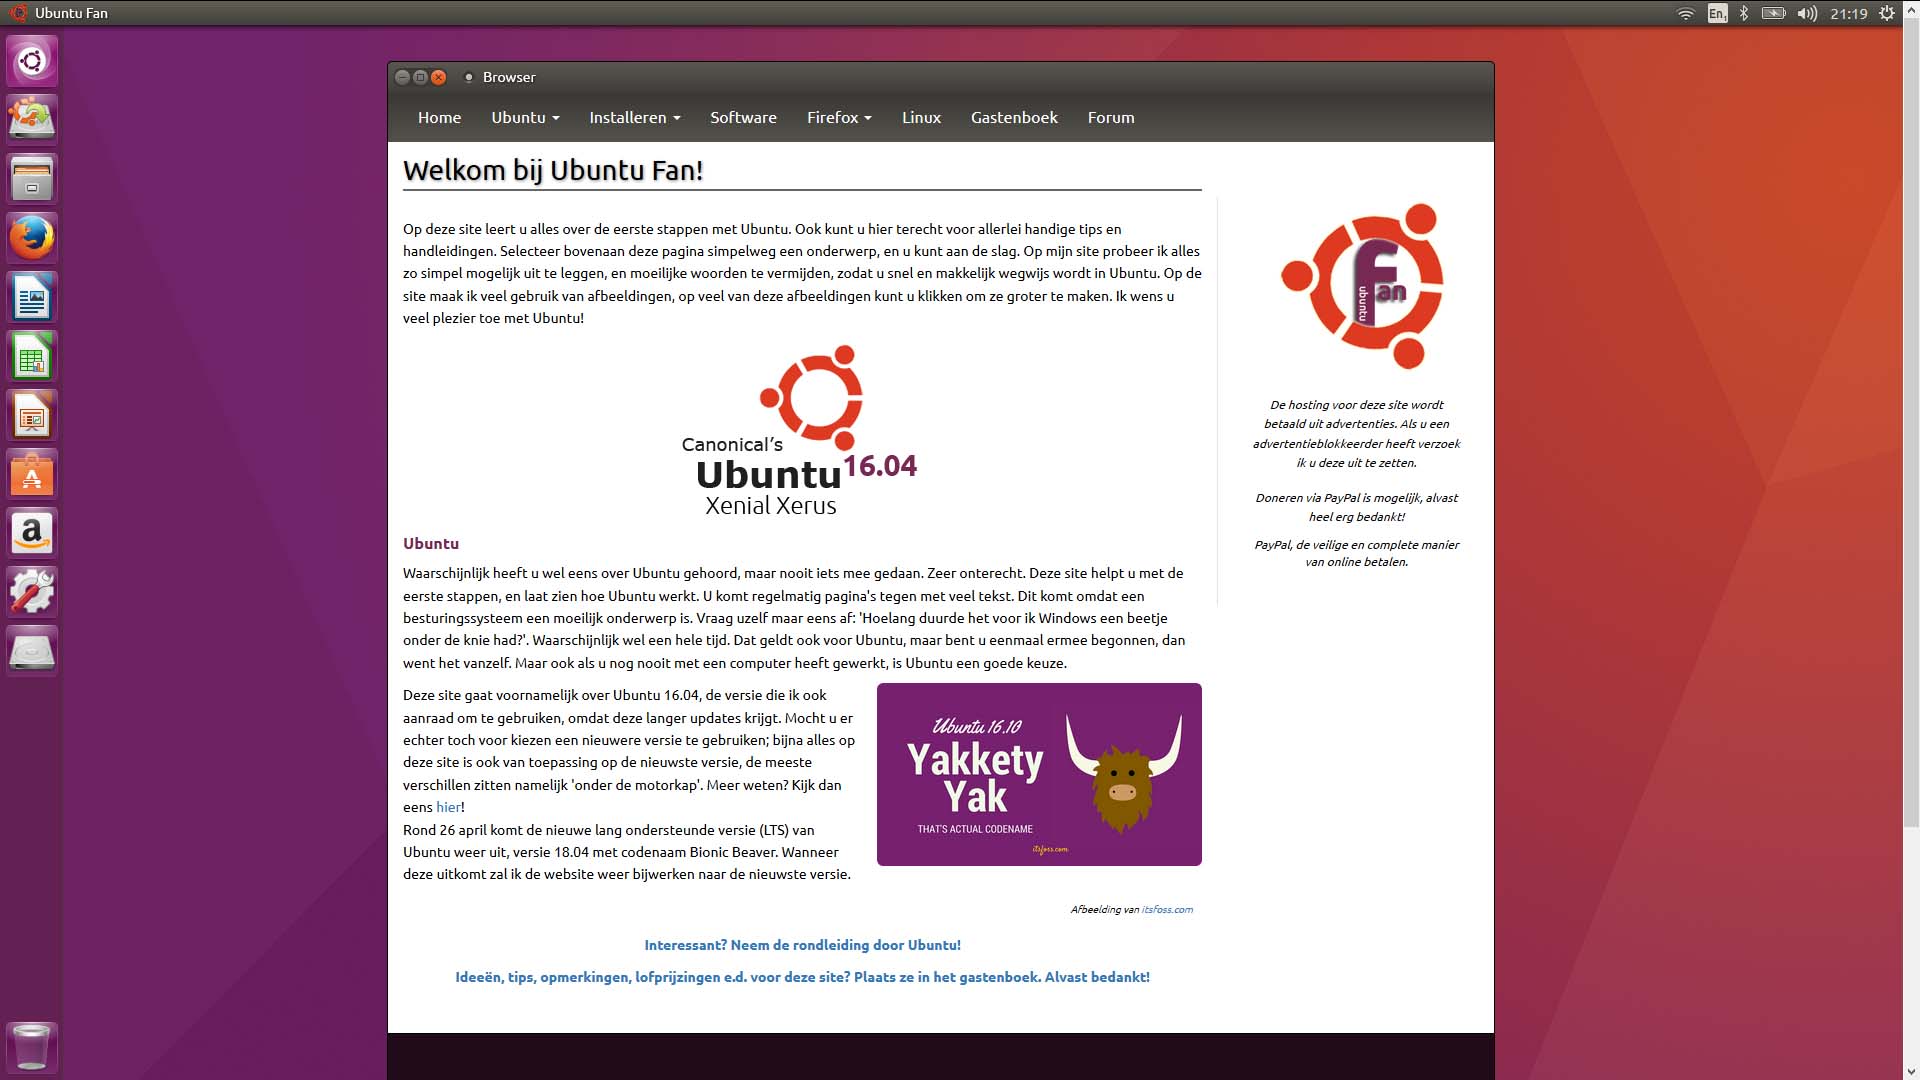 Ubuntu Fan
En1
21:19
Browser
Home Ubuntu Installeren Software Firefox Linux Gastenboek Forum
Welkom bij Ubuntu Fan!
Op deze site leert u alles over de eerste stappen met Ubuntu. Ook kunt u hier terecht voor allerlei handige tips en
handleidingen. Selecteer bovenaan deze pagina simpelweg een onderwerp, en u kunt aan de slag. Op mijn site probeer ik alles
zo simpel mogelijk uit te leggen, en moeilijke woorden te vermijden, zodat u snel en makkelijk wegwijs wordt in Ubuntu. Op de
site maak ik veel gebruik van afbeeldingen, op veel van deze afbeeldingen kunt u klikken om ze groter te maken. Ik wens u
veel plezier toe met Ubuntu!
Canonical’s
Ubuntu 16.04
Xenial Xerus
Ubuntu
Waarschijnlijk heeft u wel eens over Ubuntu gehoord, maar nooit iets mee gedaan. Zeer onterecht. Deze site helpt u met de
eerste stappen, en laat zien hoe Ubuntu werkt. U komt regelmatig pagina's tegen met veel tekst. Dit komt omdat een
besturingssysteem een moeilijk onderwerp is. Vraag uzelf maar eens af: 'Hoelang duurde het voor ik Windows een beetje
onder de knie had?'. Waarschijnlijk wel een hele tijd. Dat geldt ook voor Ubuntu, maar bent u eenmaal ermee begonnen, dan
went het vanzelf. Maar ook als u nog nooit met een computer heeft gewerkt, is Ubuntu een goede keuze.
Deze site gaat voornamelijk over Ubuntu 16.04, de versie die ik ook
aanraad om te gebruiken, omdat deze langer updates krijgt. Mocht u er
echter toch voor kiezen een nieuwere versie te gebruiken; bijna alles op
deze site is ook van toepassing op de nieuwste versie, de meeste
verschillen zitten namelijk 'onder de motorkap'. Meer weten? Kijk dan
eens hier!
Rond 26 april komt de nieuwe lang ondersteunde versie (LTS) van
Ubuntu weer uit, versie 18.04 met codenaam Bionic Beaver. Wanneer
deze uitkomt zal ik de website weer bijwerken naar de nieuwste versie.
Ubuntu 16.10
Yakkety
Yak
THAT'S ACTUAL CODENAME
itsfoss.com
Afbeelding van itsfoss.com
Interessant? Neem de rondleiding door Ubuntu!
Ideeën, tips, opmerkingen, lofprijzingen e.d. voor deze site? Plaats ze in het gastenboek. Alvast bedankt!
ubuntu fan
De hosting voor deze site wordt
betaald uit advertenties. Als u een
advertentieblokkeerder heeft verzoek
ik u deze uit te zetten.
Doneren via PayPal is mogelijk, alvast
heel erg bedankt!
PayPal, de veilige en complete manier
van online betalen.